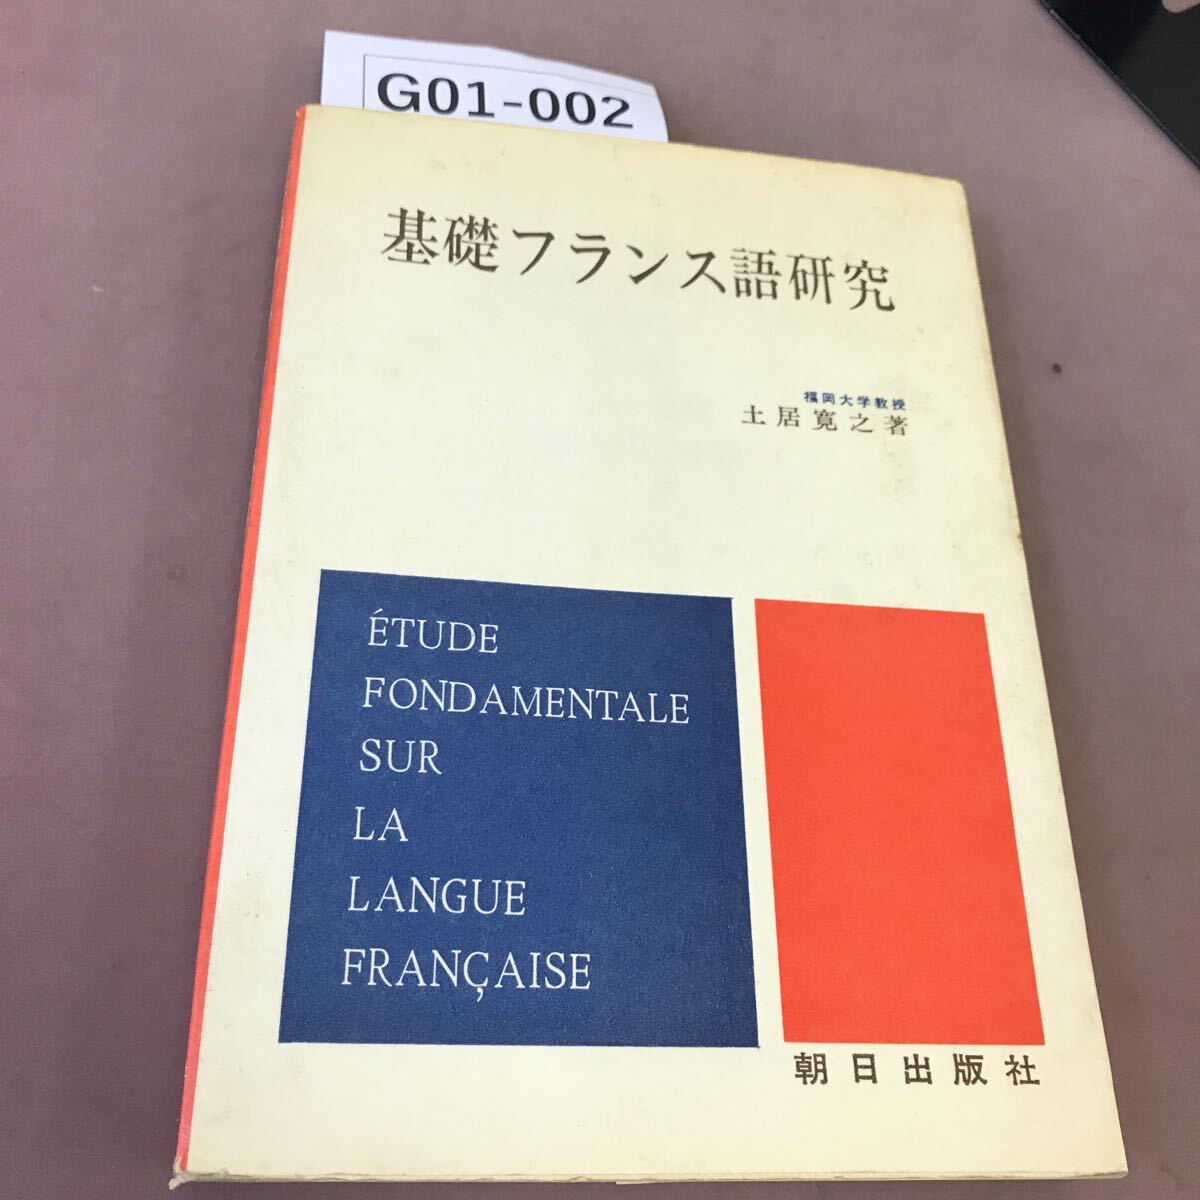 G01-002
基礎フランス語研究
福岡大学教授
土居寛之著
ÉTUDE
FONDAMENTALE
SUR
LA
LANGUE
FRANÇAISE
朝日出版社